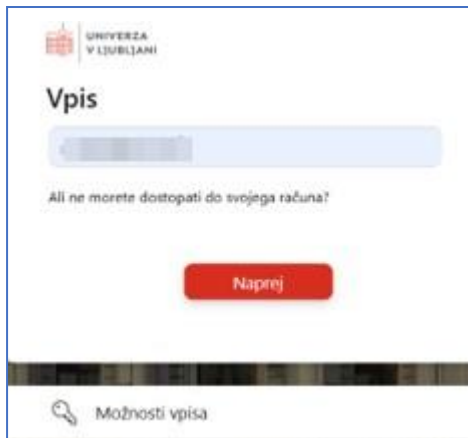 UNIVERZA
V LJUBLJANI
Vpis
Ali ne morete dostopati do svojega računa?
Naprej
Možnosti vpisa